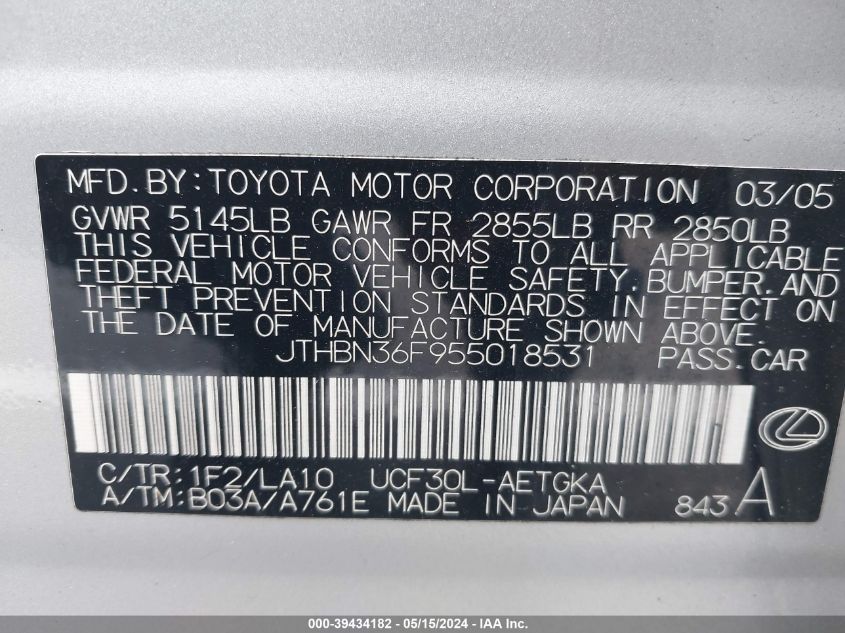 MFD. BY: TOYOTA MOTOR CORPORATION 03/05
GVWR 5145LB GAWR FR 2855LB RR 2850LB
THIS VEHICLE CONFORMS TO ALL APPLICABLE
FEDERAL MOTOR VEHICLE SAFETY. BUMPER. AND
THEFT PREVENTION STANDARDS IN EFFECT ON
THE DATE OF MANUFACTURE SHOWN ABOVE.
JTHBN36F955018531 PASS. CAR
C/TR: 1F2/LA10 UCF30L-AETGKA
A/TM: B03A/A761E MADE IN JAPAN 843 A
000-39434182 - 05/15/2024 - IAA Inc.